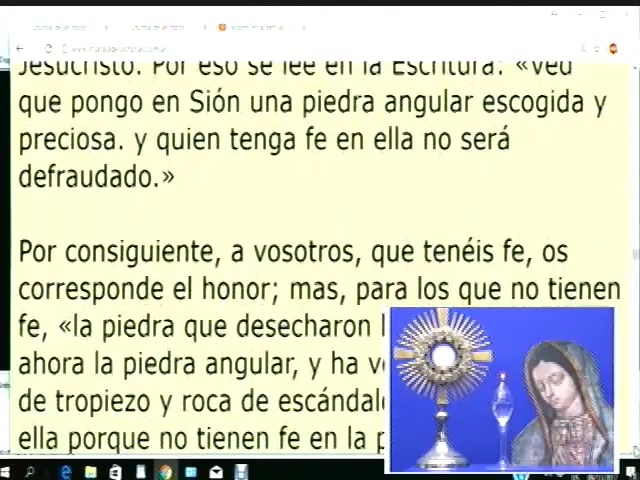 Jesucristo. Por eso se lee en la Escritura: «Ved
que pongo en Sión una piedra angular escogida y
preciosa. y quien tenga fe en ella no será
defraudado.»
Por consiguiente, a vosotros, que tenéis fe, os
corresponde el honor; mas, para los que no tienen
fe, «la piedra que desecharon
ahora la piedra angular, y ha
de tropiezo y roca de
ella porque no tienen fe en la